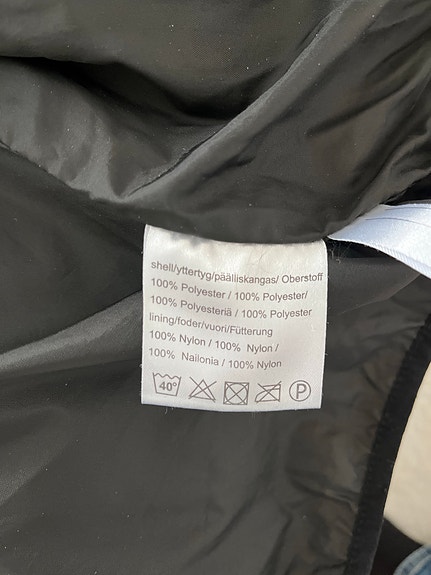 shell/yttertyg/päälliskangas/ Oberstoff
100% Polyester / 100% Polyester/
100% Polyesteriä / 100% Polyester
lining/foder/vuori/Fütterung
100% Nylon / 100%  Nylon /
100%  Nailonia / 100% Nylon
40° P